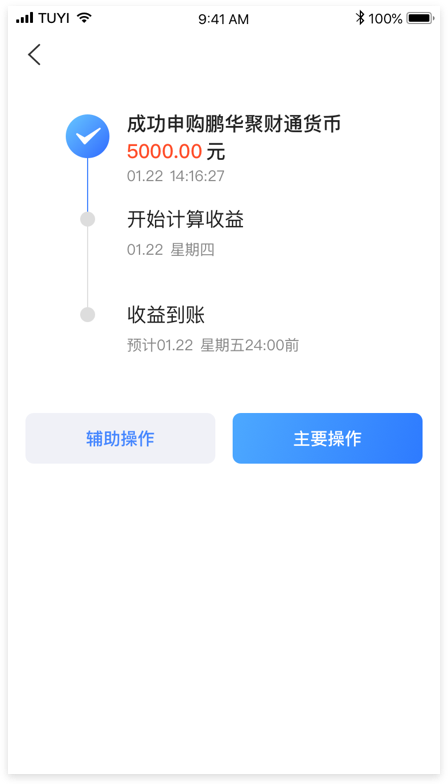 TUYI 9:41 AM 100%
成功申购鹏华聚财通货币
5000.00 元
01.22 14:16:27
开始计算收益
01.22 星期四
收益到账
预计01.22 星期五24:00前
辅助操作 主要操作